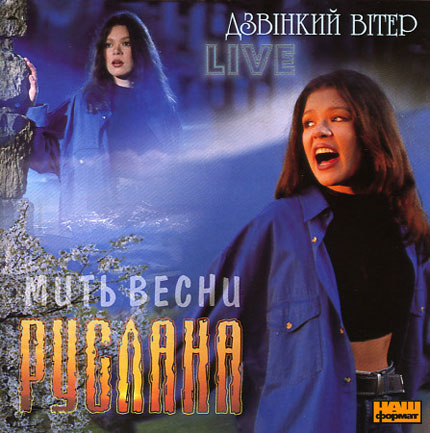 ДЗВІНКИЙ ВІТЕР
LIVE
МИТЬ ВЕСНИ
РУСЛАНА
НАШ
формат